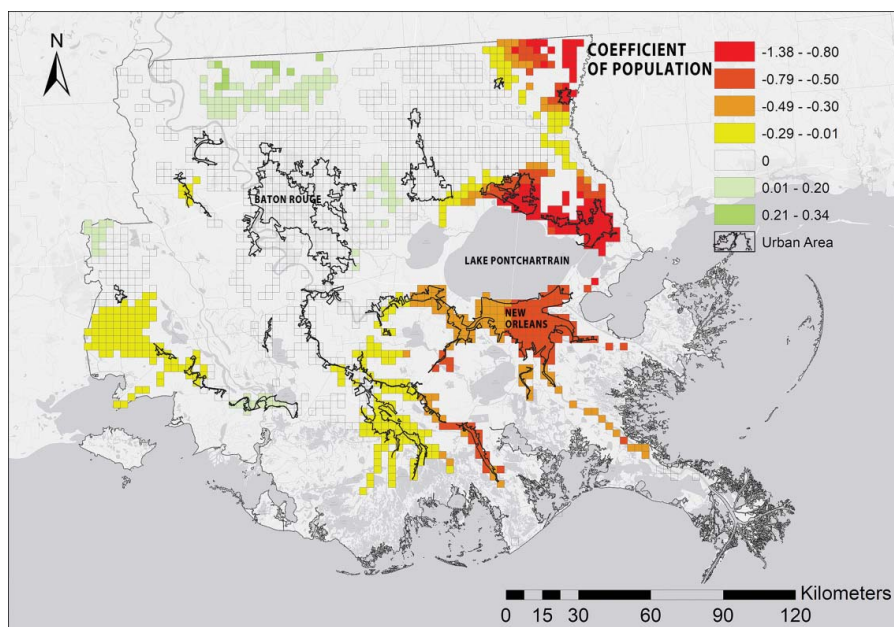 N
COEFFICIENT
OF POPULATION
-1.38 - -0.80
-0.79 - -0.50
-0.49 - -0.30
-0.29 - -0.01
0
0.01 - 0.20
0.21 - 0.34
Urban Area
BATON ROUGE
LAKE PONTCHARTRAIN
NEW
ORLEANS
Kilometers
0 15 30 60 90 120